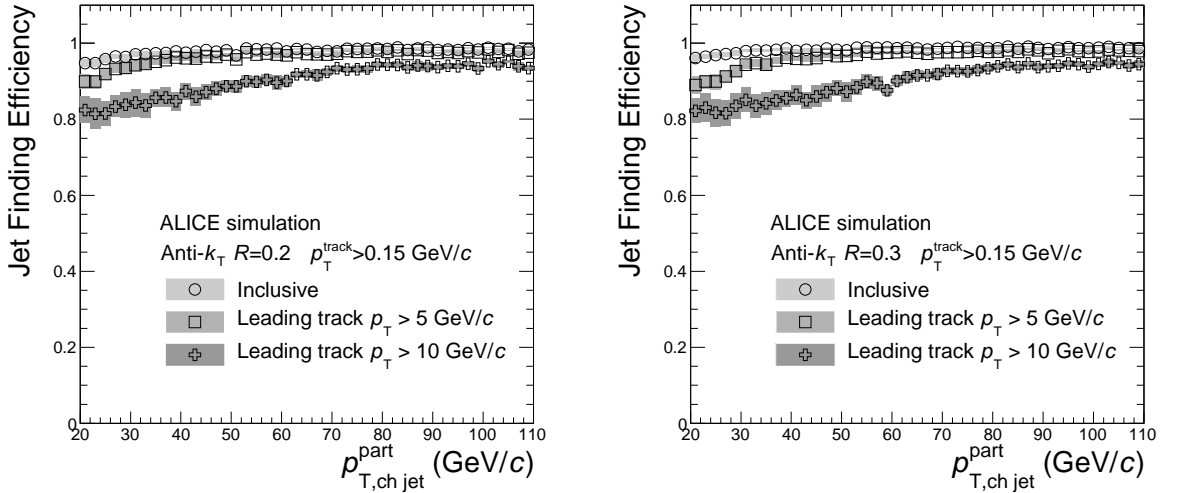 Jet Finding Efficiency
1
0.8
0.6
0.4
0.2
0
ALICE simulation
Anti-kT R=0.2 pTtrack>0.15 GeV/c
Inclusive
Leading track pT > 5 GeV/c
Leading track pT > 10 GeV/c
20 30 40 50 60 70 80 90 100 110
pT,ch jetpart (GeV/c)
Jet Finding Efficiency
1
0.8
0.6
0.4
0.2
0
ALICE simulation
Anti-kT R=0.3 pTtrack>0.15 GeV/c
Inclusive
Leading track pT > 5 GeV/c
Leading track pT > 10 GeV/c
20 30 40 50 60 70 80 90 100 110
pT,ch jetpart (GeV/c)